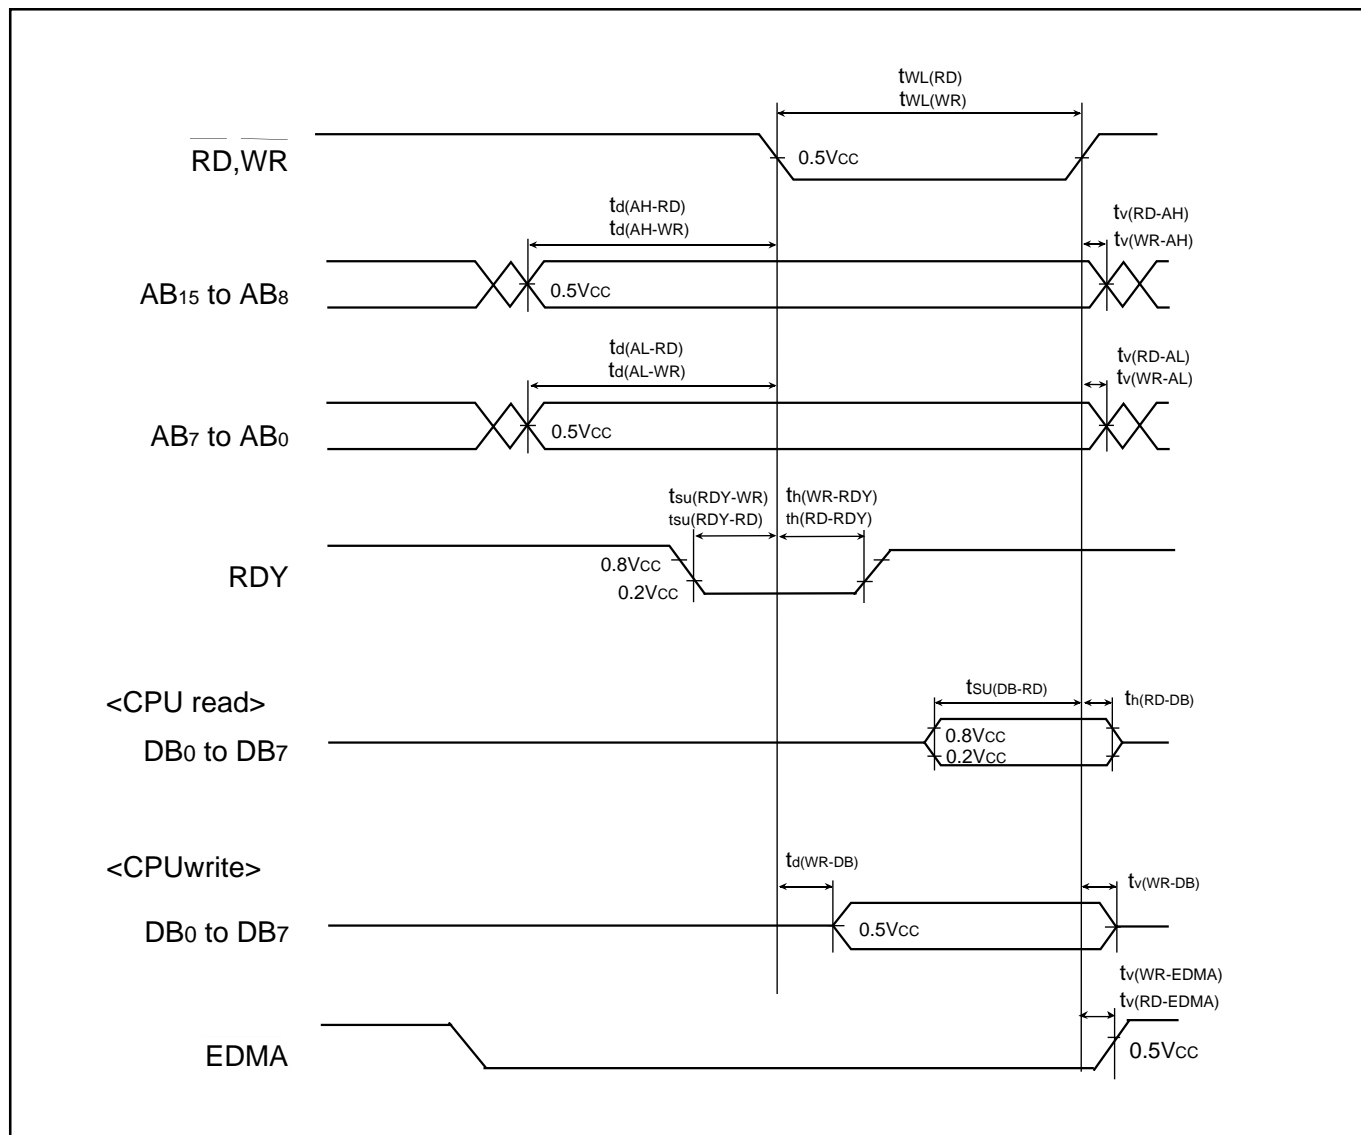 tWL(RD)
tWL(WR)
RD,WR
0.5VCC
td(AH-RD)
td(AH-WR)
tv(RD-AH)
tv(WR-AH)
AB15 to AB8
0.5VCC
td(AL-RD)
td(AL-WR)
tv(RD-AL)
tv(WR-AL)
AB7 to AB0
0.5VCC
tsu(RDY-WR)
th(WR-RDY)
tsu(RDY-RD)
th(RD-RDY)
RDY
0.8VCC
0.2VCC
<CPU read>
tSU(DB-RD)
th(RD-DB)
DB0 to DB7
0.8VCC
0.2VCC
<CPUwrite>
td(WR-DB)
tv(WR-DB)
DB0 to DB7
0.5VCC
tv(WR-EDMA)
tv(RD-EDMA)
EDMA
0.5VCC